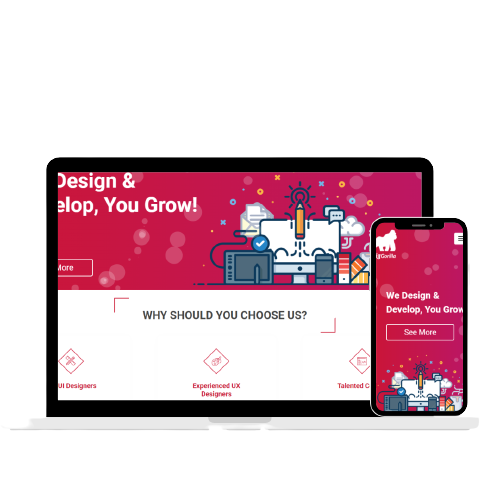 Design &
elop, You Grow!
More
WHY SHOULD YOU CHOOSE US?
UI Designers
Experienced UX
Designers
Talented C
Gorilla
We Design &
Develop, You Grow
See More